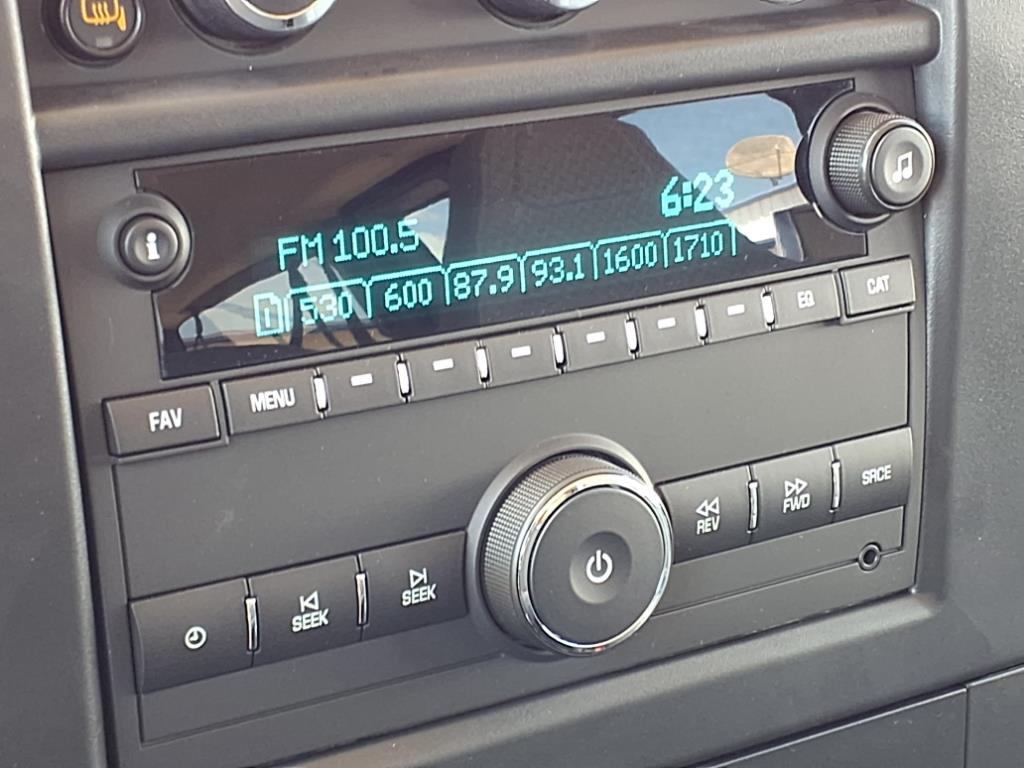 6:23
FM 100.5
1 530 600 87.9 93.1 1600 1710
i
FAV MENU EQ CAT
SEEK SEEK REV FWD SRCE